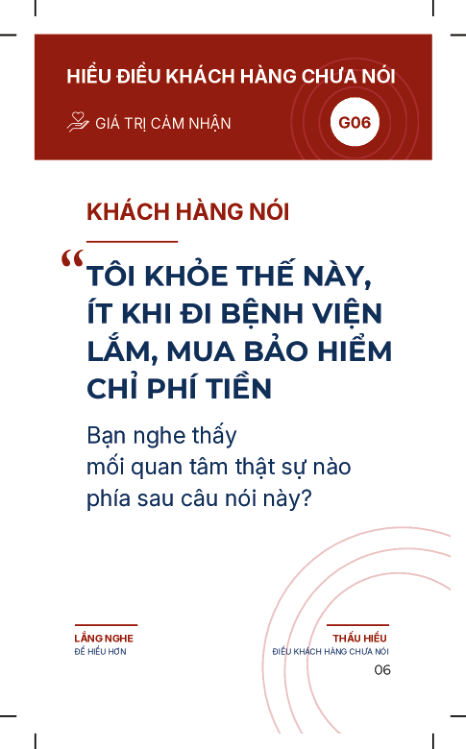 HIỂU ĐIỀU KHÁCH HÀNG CHƯA NÓI
GIÁ TRỊ CẢM NHẬN
G06
KHÁCH HÀNG NÓI
“TÔI KHỎE THẾ NÀY,
ÍT KHI ĐI BỆNH VIỆN
LẮM, MUA BẢO HIỂM
CHỈ PHÍ TIỀN
Bạn nghe thấy
mối quan tâm thật sự nào
phía sau câu nói này?
LẮNG NGHE
ĐỂ HIỂU HƠN
THẤU HIỂU
ĐIỀU KHÁCH HÀNG CHƯA NÓI
06